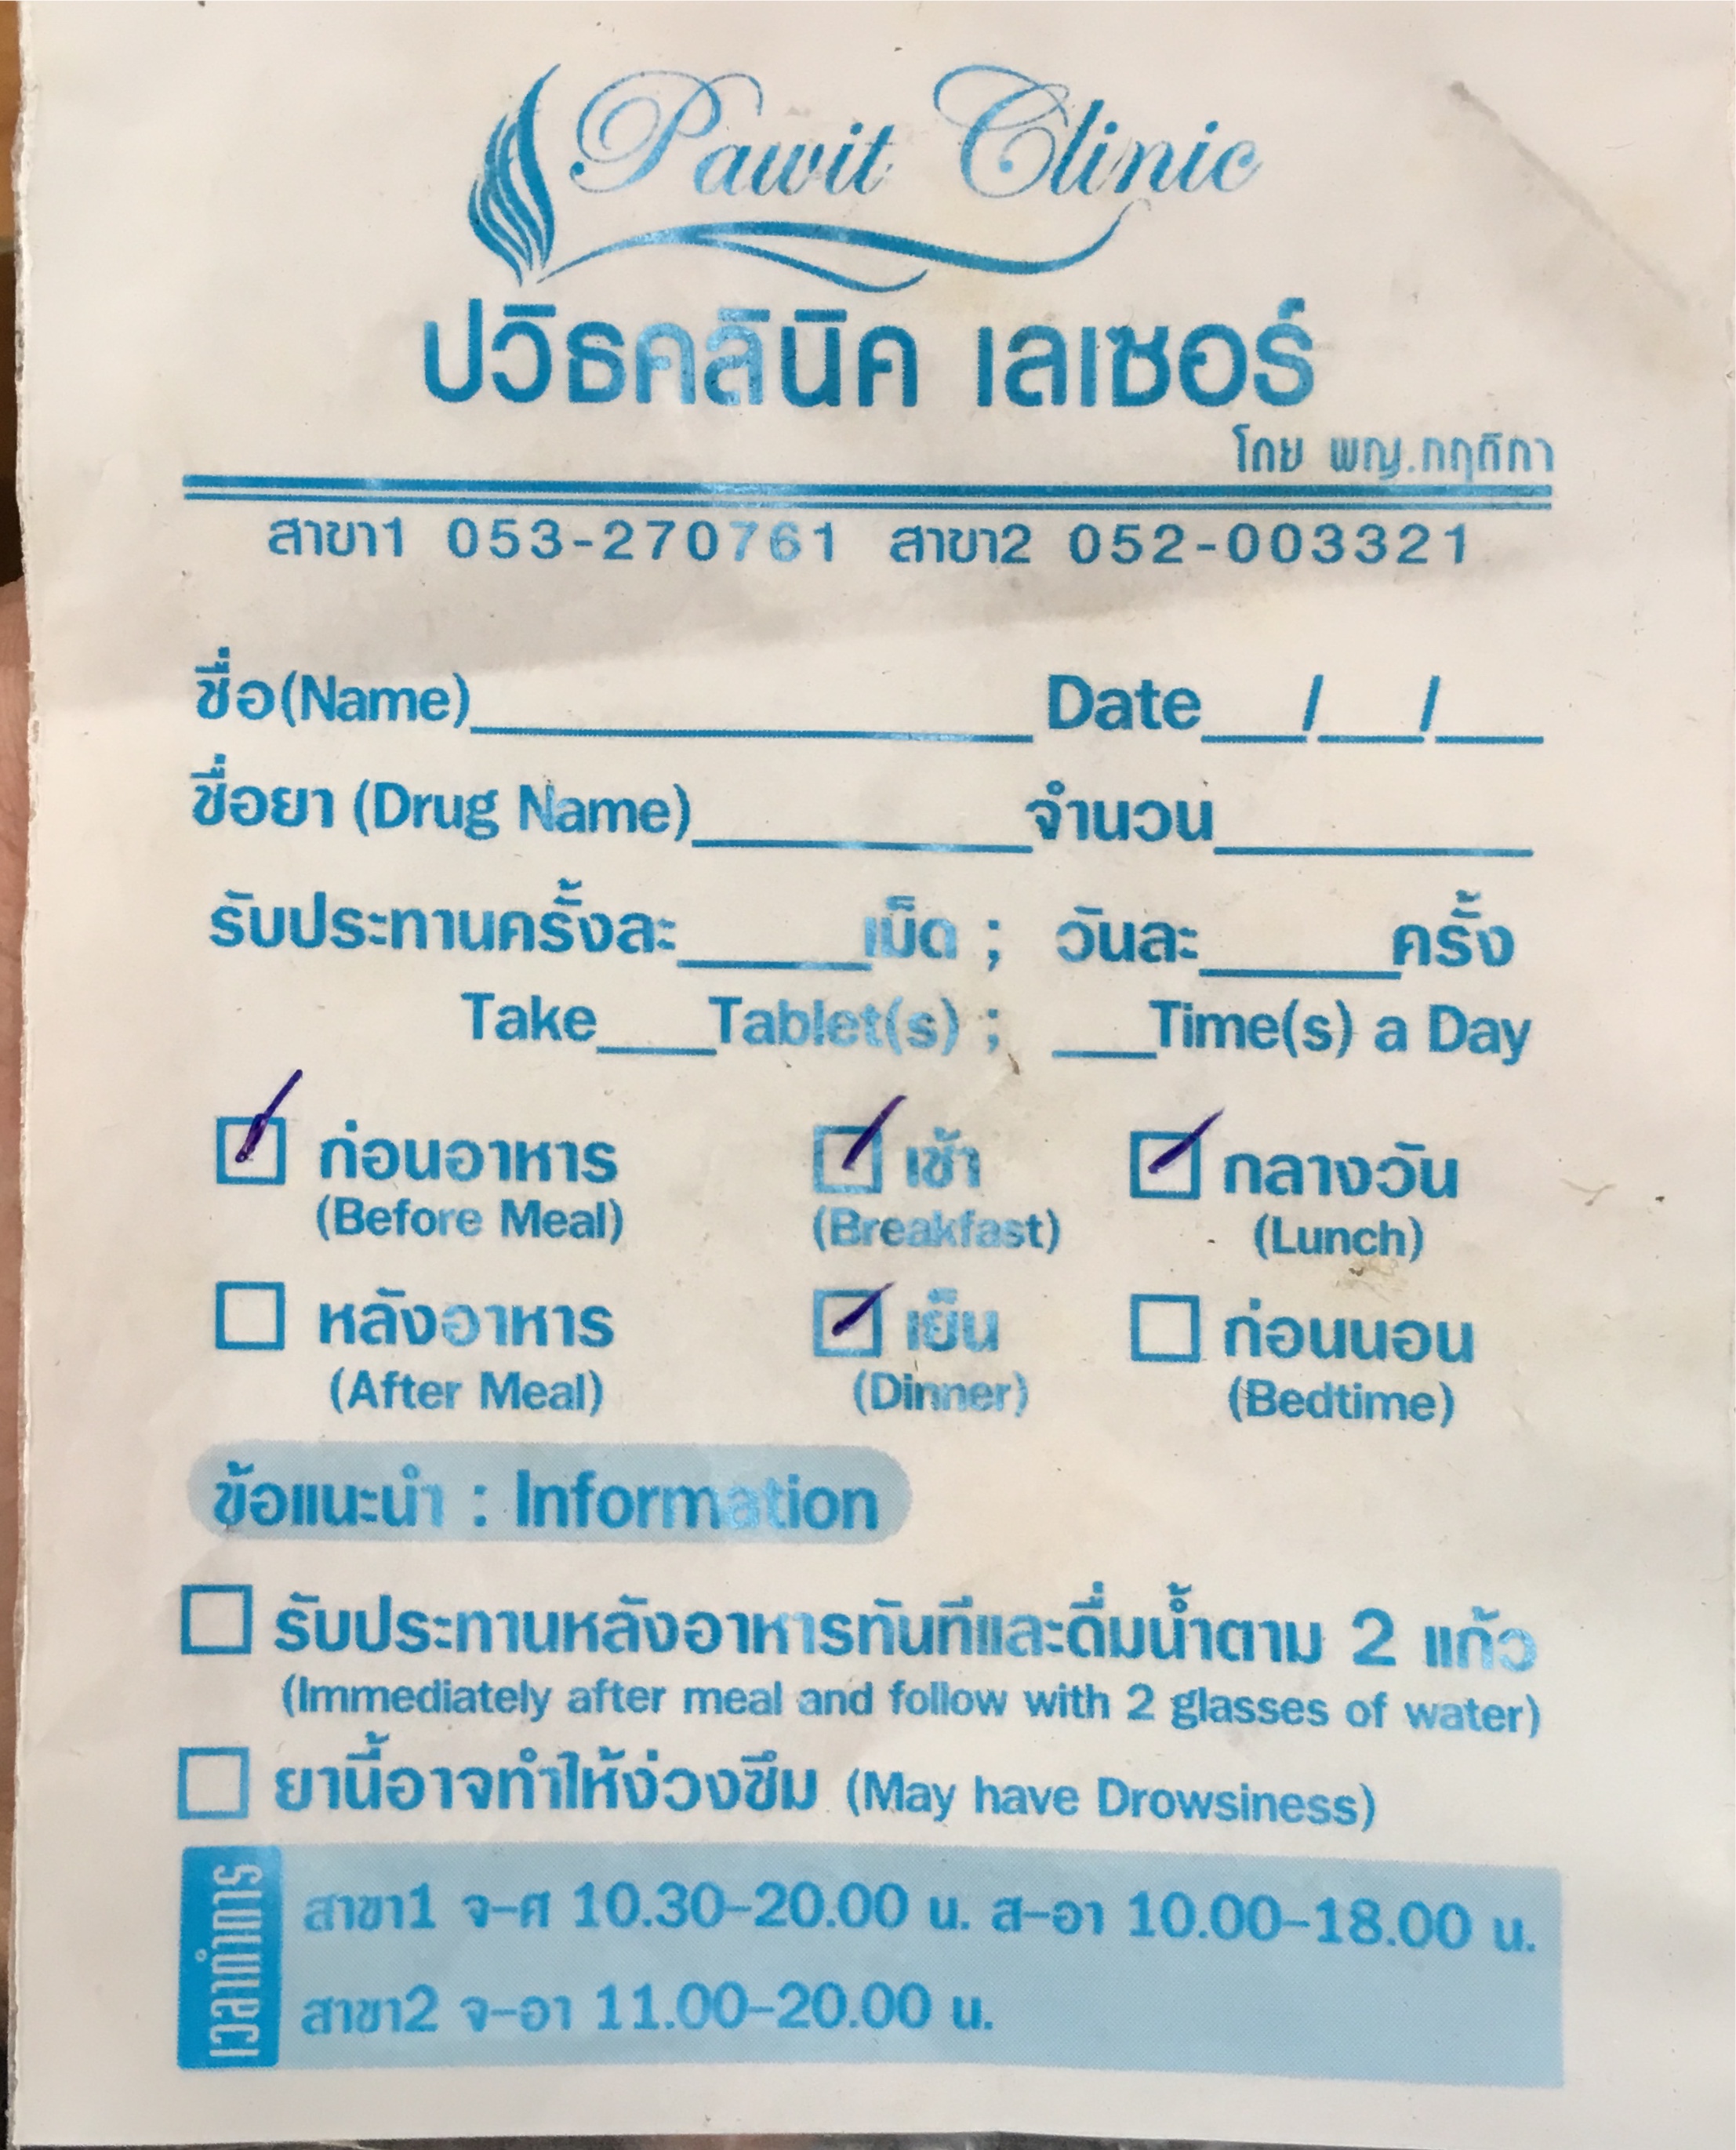 Pawit Clinic
ปวิธคลินิค เลเซอร์
โดย พญ.กฤติกา
สาขา1 053-270761 สาขา2 052-003321
ชื่อ(Name)____________ Date___/___/___
ชื่อยา (Drug Name)________จำนวน________
รับประทานครั้งละ_____เม็ด ; วันละ_____ครั้ง
Take___Tablet(s) ; ___Time(s) a Day
☑ ก่อนอาหาร ☑ เช้า ☑ กลางวัน
(Before Meal) (Breakfast) (Lunch)
☐ หลังอาหาร ☑ เย็น ☐ ก่อนนอน
(After Meal) (Dinner) (Bedtime)
ข้อแนะนำ : Information
☐ รับประทานหลังอาหารทันทีและดื่มน้ำตาม 2 แก้ว
(Immediately after meal and follow with 2 glasses of water)
☐ ยานี้อาจทำให้ง่วงซึม (May have Drowsiness)
เวลาทำการ
สาขา1 จ-ศ 10.30-20.00 น. ส-อา 10.00-18.00 น.
สาขา2 จ-อา 11.00-20.00 น.